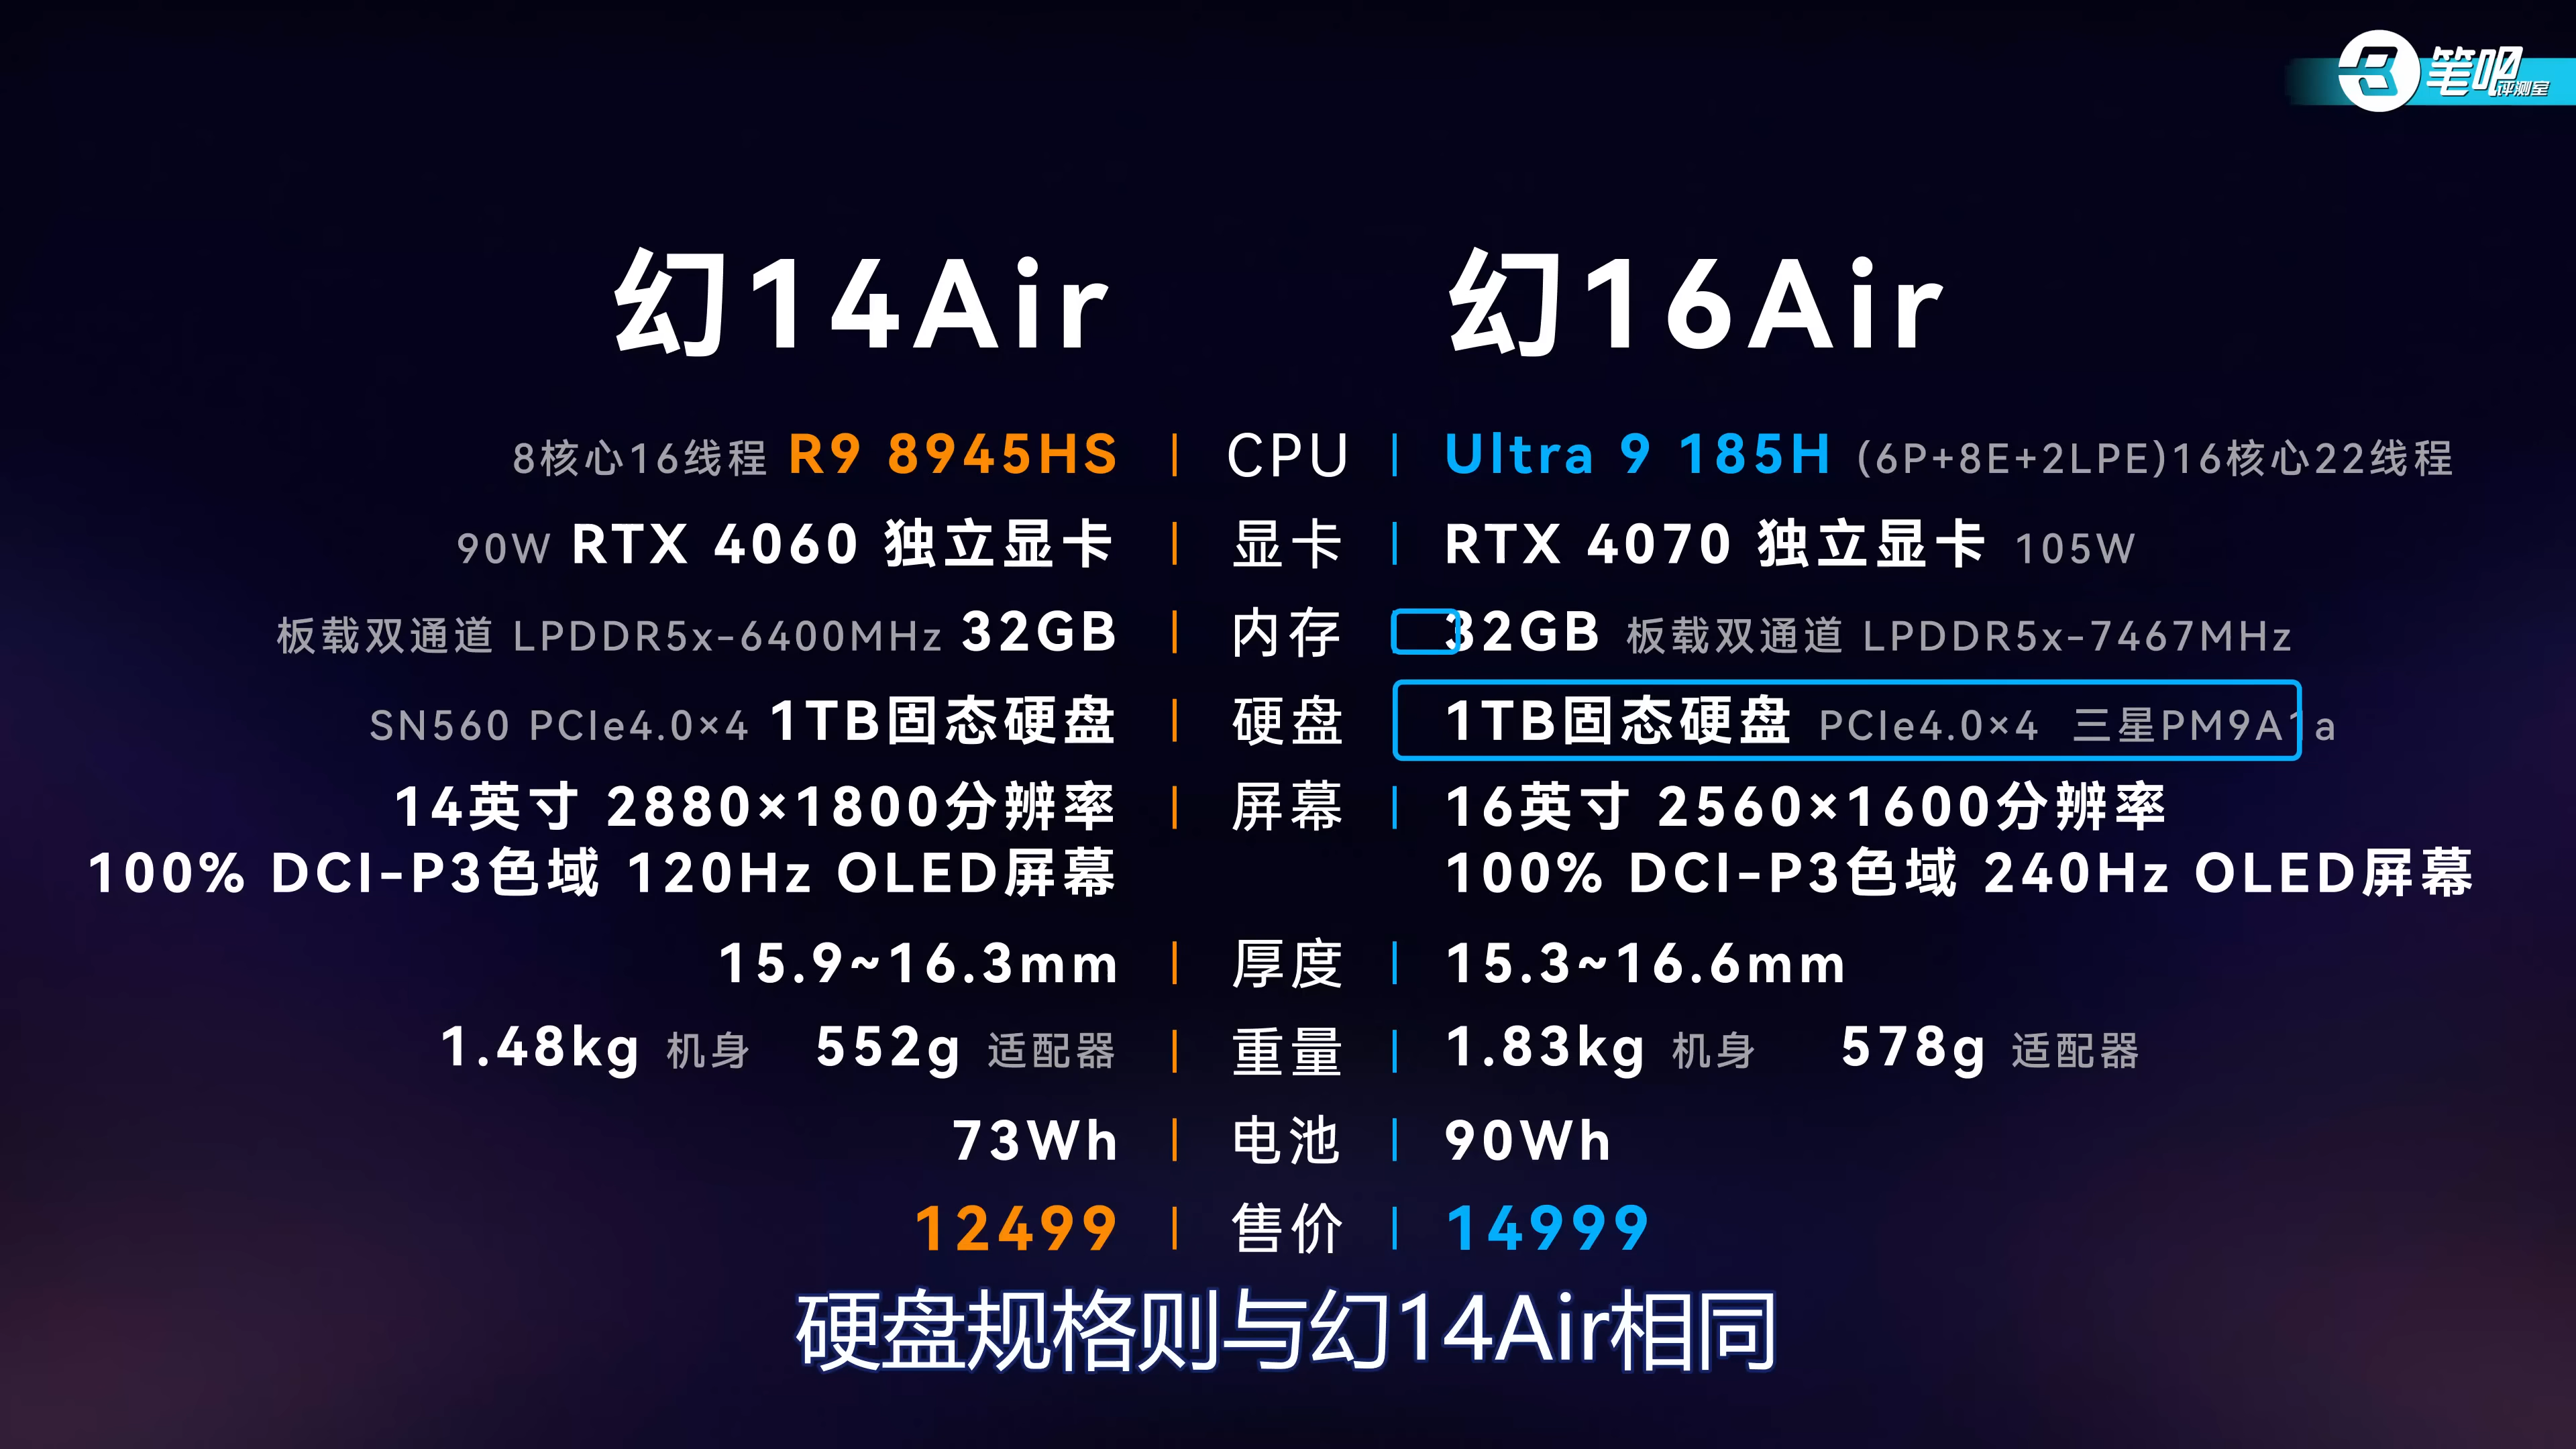 笔吧评测室
幻14Air 幻16Air
8核心16线程 R9 8945HS CPU Ultra 9 185H (6P+8E+2LPE)16核心22线程
90W RTX 4060 独立显卡 显卡 RTX 4070 独立显卡 105W
板载双通道 LPDDR5x-6400MHz 32GB 内存 32GB 板载双通道 LPDDR5x-7467MHz
SN560 PCIe4.0×4 1TB固态硬盘 硬盘 1TB固态硬盘 PCIe4.0×4 三星PM9A1a
14英寸 2880×1800分辨率 屏幕 16英寸 2560×1600分辨率
100% DCI-P3色域 120Hz OLED屏幕 100% DCI-P3色域 240Hz OLED屏幕
15.9~16.3mm 厚度 15.3~16.6mm
1.48kg 机身 552g 适配器 重量 1.83kg 机身 578g 适配器
73Wh 电池 90Wh
12499 售价 14999
硬盘规格则与幻14Air相同